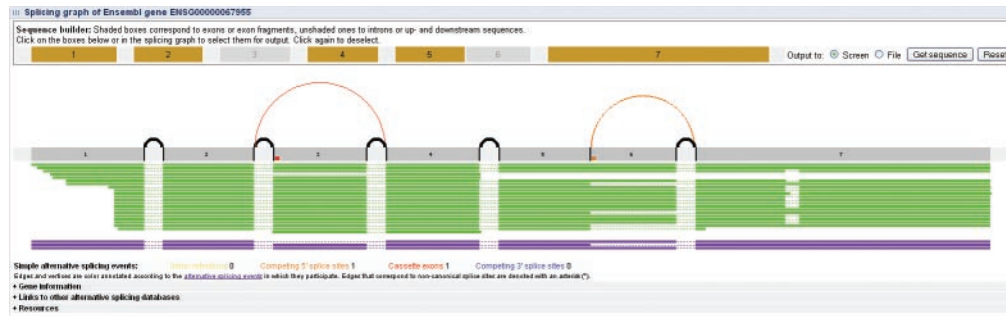 Splicing graph of Ensembl gene ENSG00000067955
Sequence builder: Shaded boxes correspond to exons or exon fragments, unshaded ones to introns or up- and downstream sequences.
Click on the boxes below or in the splicing graph to select them for output. Click again to deselect.
1 2 3 4 5 6 7 Output to: Screen File Get sequence Reset
1 2 3 4 5 6 7
Simple alternative splicing events: Intron retentions 0 Competing 5' splice sites 1 Cassette exons 1 Competing 3' splice sites 0
Edges and vertices are color annotated according to the alternative splicing events in which they participate. Edges that correspond to non-canonical splice sites are denoted with an asterisk (*).
+ Gene information
+ Links to other alternative splicing databases
+ Resources